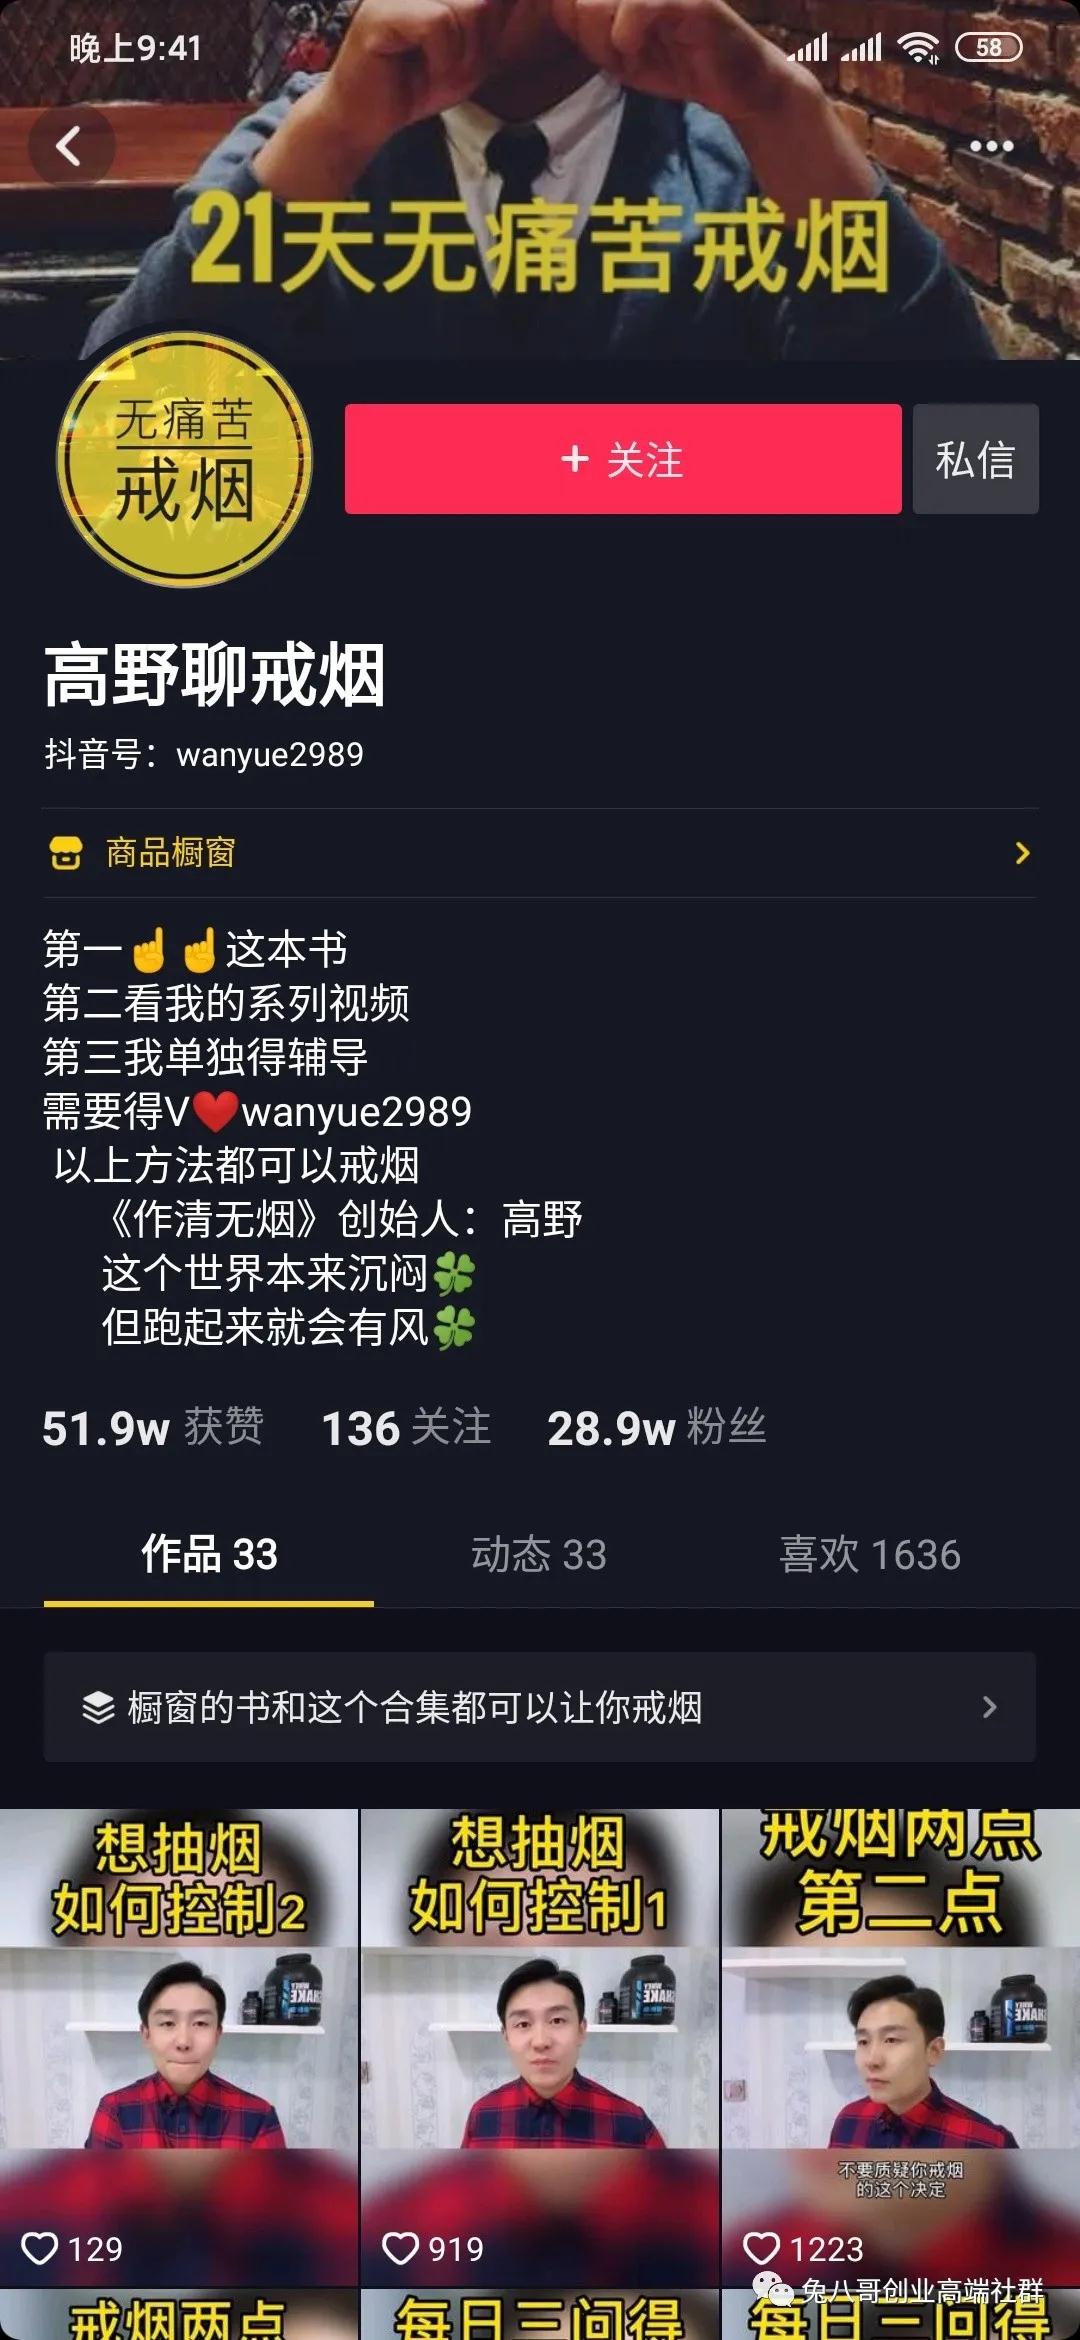 晚上9:41
58
21天无痛苦戒烟
无痛苦
戒烟
+ 关注
私信
高野聊戒烟
抖音号：wanyue2989
商品橱窗
第一☝☝这本书
第二看我的系列视频
第三我单独得辅导
需要得V❤️wanyue2989
以上方法都可以戒烟
《作清无烟》创始人：高野
这个世界本来沉闷🍀
但跑起来就会有风🍀
51.9w 获赞 136 关注 28.9w 粉丝
作品 33 动态 33 喜欢 1636
橱窗的书和这个合集都可以让你戒烟
想抽烟
如何控制2
想抽烟
如何控制1
戒烟两点
第二点
不要质疑你戒烟
的这个决定
129
919
1223
兔八哥创业高端社群
戒烟两点
每日三问得
每日三问得